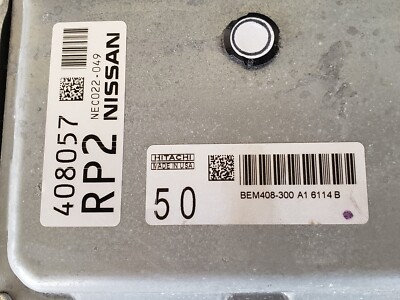 408057
RP2
NEC022-049
NISSAN
HITACHI
MADE IN USA
50
BEM408-300 A1 6114 B